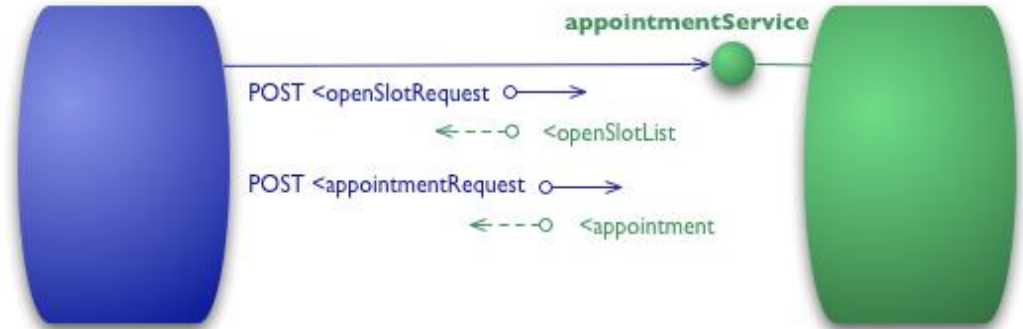 appointmentService
POST <openSlotRequest
<openSlotList
POST <appointmentRequest
<appointment